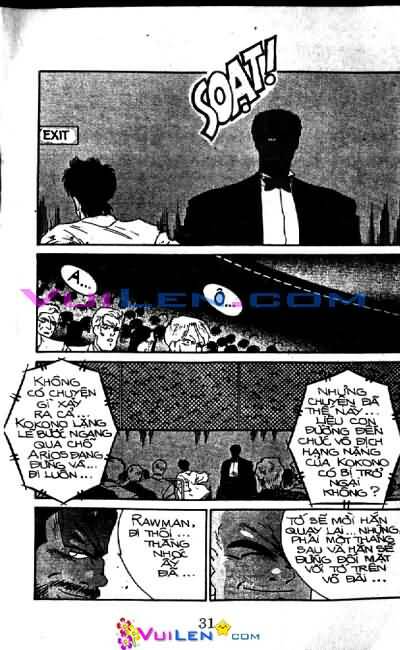 SOẠT!
EXIT
A...
Ô...
VUILEN.COM
KHÔNG
CÓ CHUYỆN
GÌ XẢY
RA CẢ...
KOKONO LẲNG
LẼ BƯỚC NGANG
QUA CHỖ
ARIOS ĐANG
ĐỨNG VÀ...
ĐI LUÔN...
NHƯNG
CHUYỆN ĐÃ
THẾ NÀY...
LIỆU CON
ĐƯỜNG ĐẾN
CHỨC VÔ ĐỊCH
HẠNG NẶNG
CỦA KOKONO
CÓ BỊ TRỞ
NGẠI
KHÔNG?
RAWMAN,
ĐI THÔI...
THẰNG
NHÓC
ẤY
ĐÃ...
TỚ SẼ MỜI HẮN
QUAY LẠI... NHƯNG
PHẢI MỘT THÁNG
SAU VÀ HẮN SẼ
ĐỨNG ĐỐI MẶT
VỚI TỚ TRÊN
VÕ ĐÀI...
31
VUILEN.COM